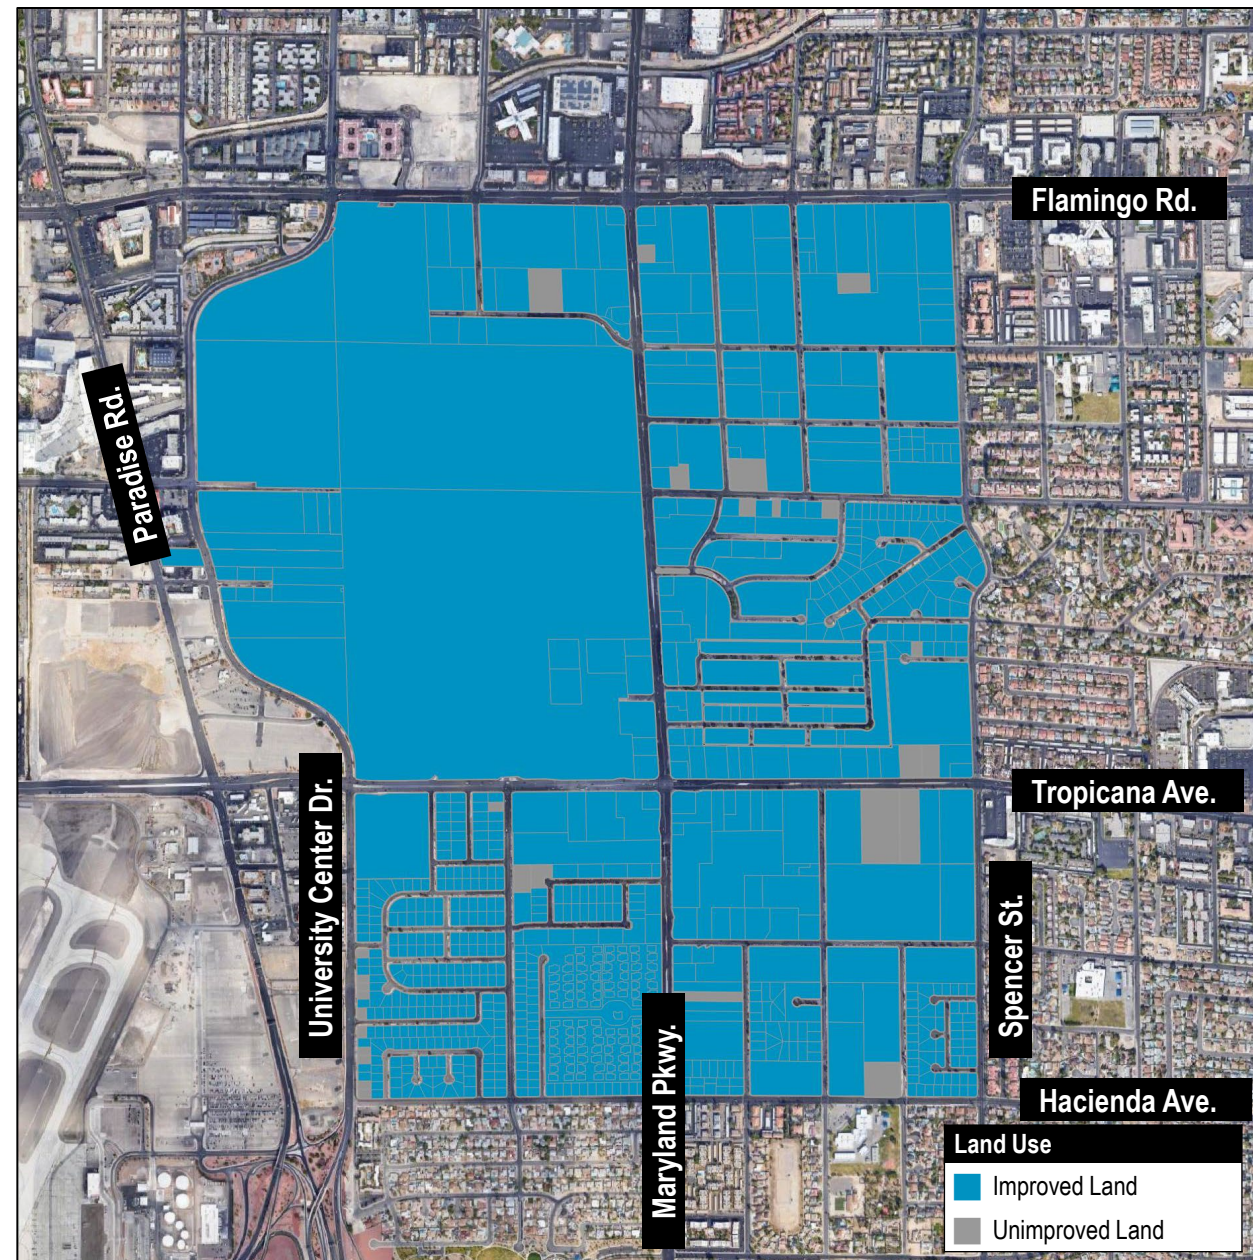 Flamingo Rd.
Paradise Rd.
Tropicana Ave.
University Center Dr.
Spencer St.
Maryland Pkwy.
Hacienda Ave.
Land Use
Improved Land
Unimproved Land